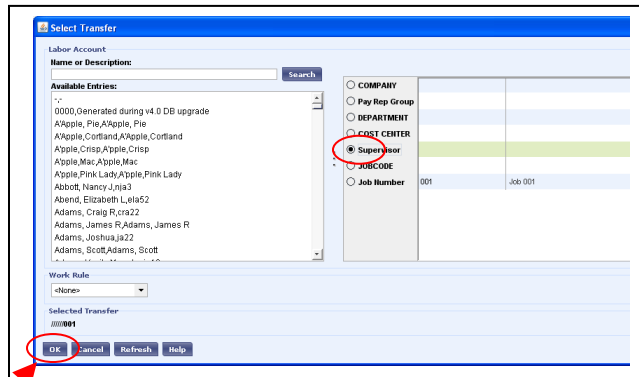 Select Transfer
Labor Account
Name or Description:
Search
Available Entries:
-,-
0000,Generated during v4.0 DB upgrade
A'Apple, Pie,A'Apple, Pie
A'Apple,Cortland,A'Apple,Cortland
A'pple,Crisp,A'pple,Crisp
A'pple,Mac,A'pple,Mac
A'pple,Pink Lady,A'pple,Pink Lady
Abbott, Nancy J,nja3
Abend, Elizabeth L,ela52
Adams, Craig R,cra22
Adams, James R,Adams, James R
Adams, Joshua,ja22
Adams, Scott,Adams, Scott
COMPANY
Pay Rep Group
DEPARTMENT
COST CENTER
Supervisor
JOBCODE
Job Number 001 Job 001
Work Rule
<None>
Selected Transfer
//////001
OK Cancel Refresh Help